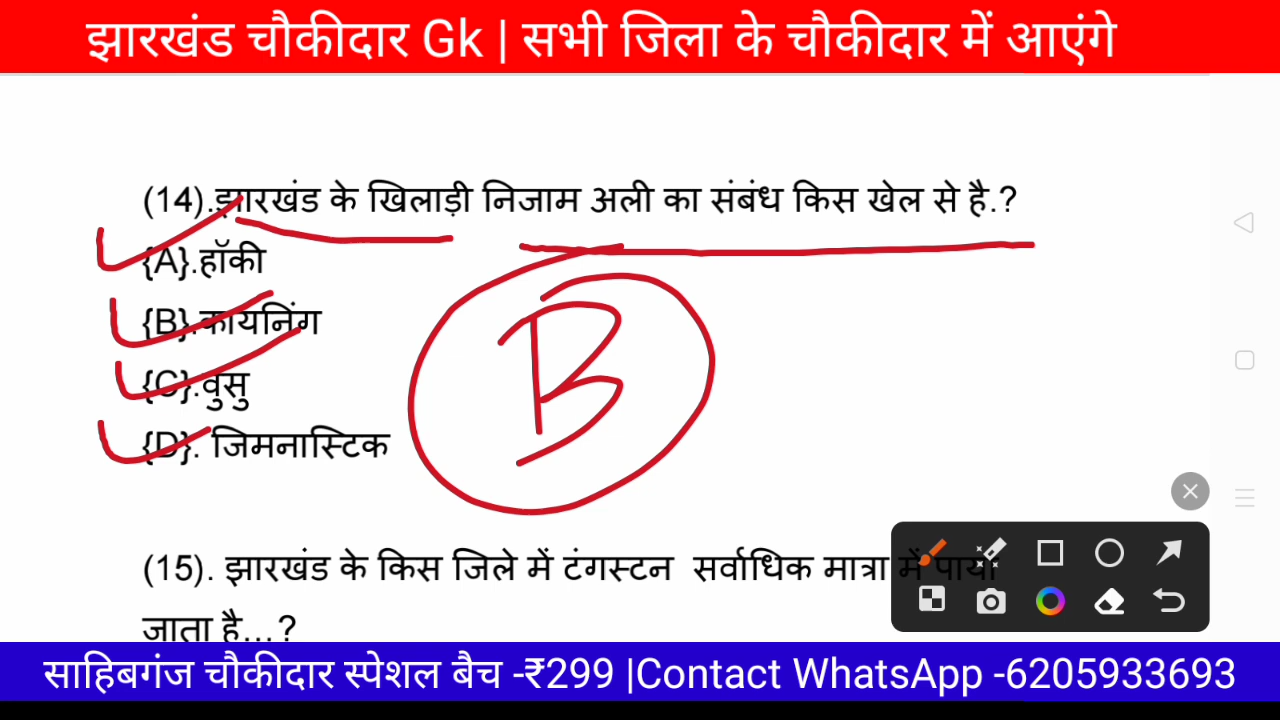 झारखंड चौकीदार Gk | सभी जिला के चौकीदार में आएंगे
(14).झारखंड के खिलाड़ी निजाम अली का संबंध किस खेल से है.?
{A}.हॉकी
{B}.कायनिंग
{C}.वुसु
{D}. जिमनास्टिक
B
(15). झारखंड के किस जिले में टंगस्टन सर्वाधिक मात्रा में पाया
जाता है...?
साहिबगंज चौकीदार स्पेशल बैच -₹299 |Contact WhatsApp -6205933693